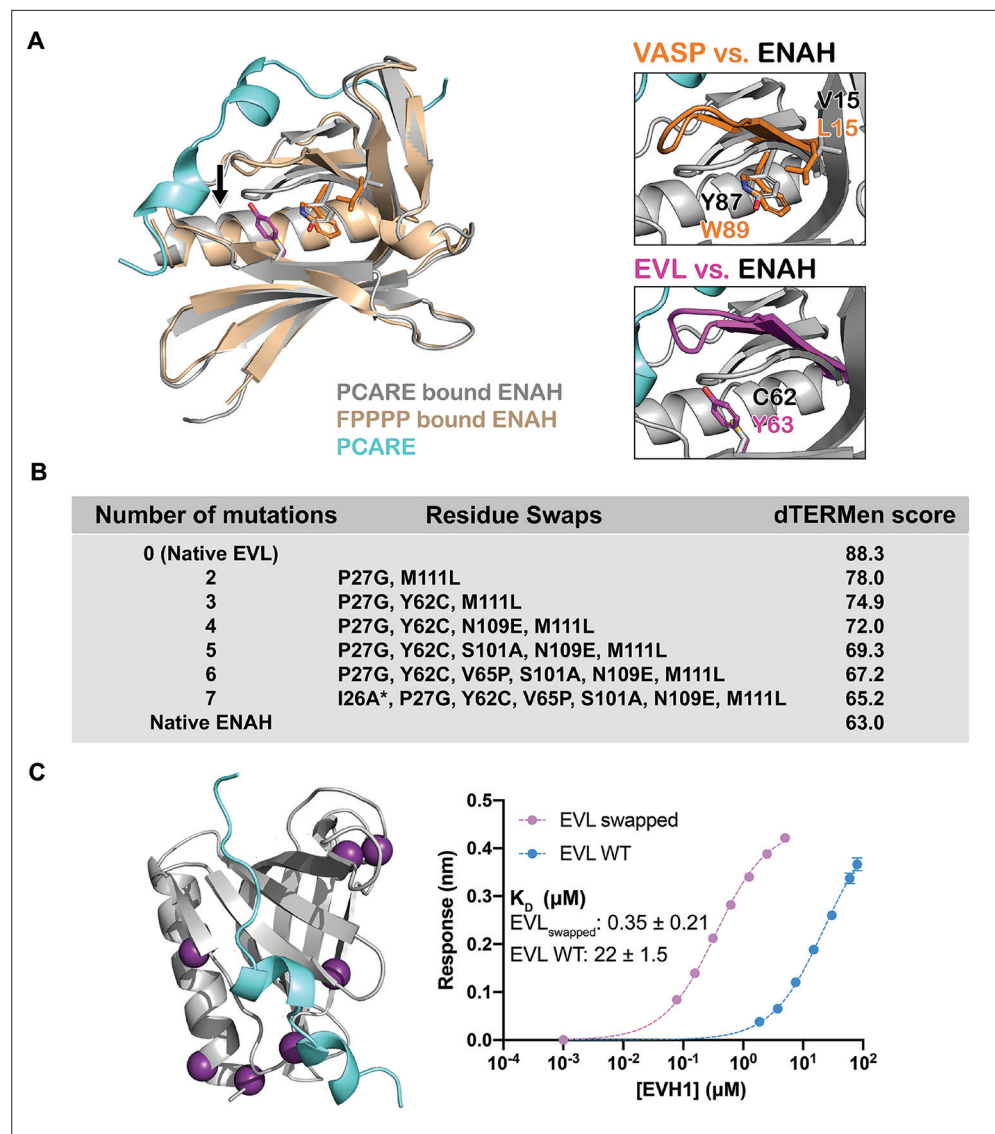 A
VASP vs. ENAH
V15
L15
Y87
W89
EVL vs. ENAH
C62
Y63
PCARE bound ENAH
FPPPP bound ENAH
PCARE
B
Number of mutations Residue Swaps dTERMen score
0 (Native EVL) 88.3
2 P27G, M111L 78.0
3 P27G, Y62C, M111L 74.9
4 P27G, Y62C, N109E, M111L 72.0
5 P27G, Y62C, S101A, N109E, M111L 69.3
6 P27G, Y62C, V65P, S101A, N109E, M111L 67.2
7 I26A*, P27G, Y62C, V65P, S101A, N109E, M111L 65.2
Native ENAH 63.0
C
0.5
0.4
0.3
0.2
0.1
0.0
Response (nm)
EVL swapped
EVL WT
K_D (µM)
EVL_swapped: 0.35 ± 0.21
EVL WT: 22 ± 1.5
10⁻⁴ 10⁻³ 10⁻² 10⁻¹ 10⁰ 10¹ 10²
[EVH1] (µM)